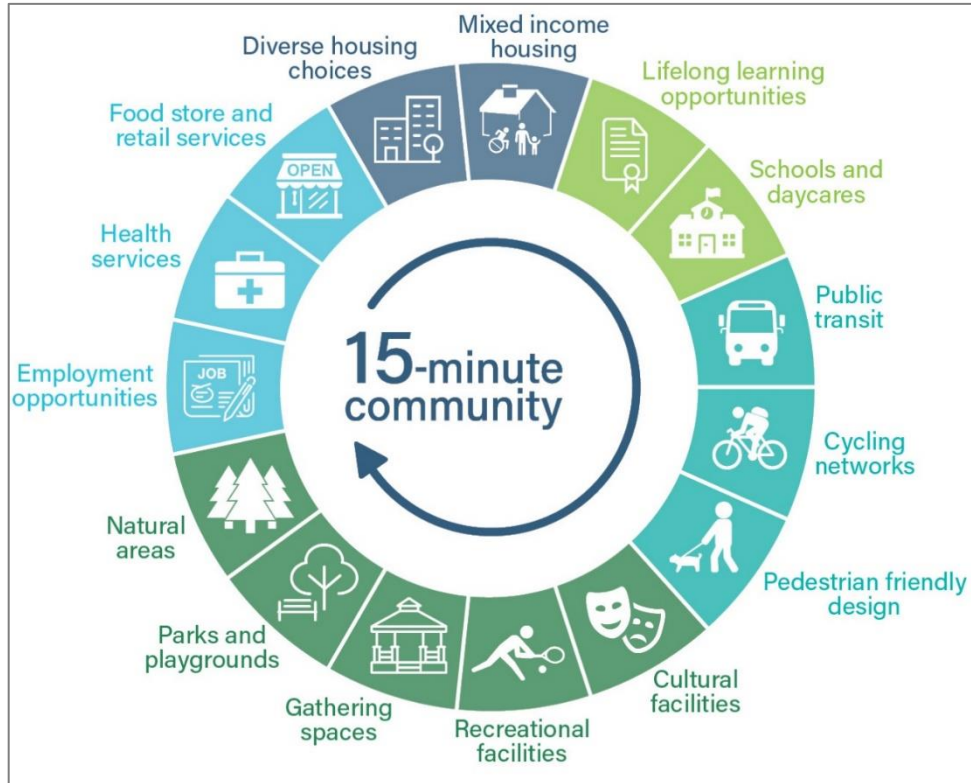 Mixed income
housing
Lifelong learning
opportunities
Schools and
daycares
Public
transit
Cycling
networks
Pedestrian friendly
design
Cultural
facilities
Recreational
facilities
Gathering
spaces
Parks and
playgrounds
Natural
areas
Employment
opportunities
JOB
Health
services
Food store and
retail services
OPEN
Diverse housing
choices
15-minute
community